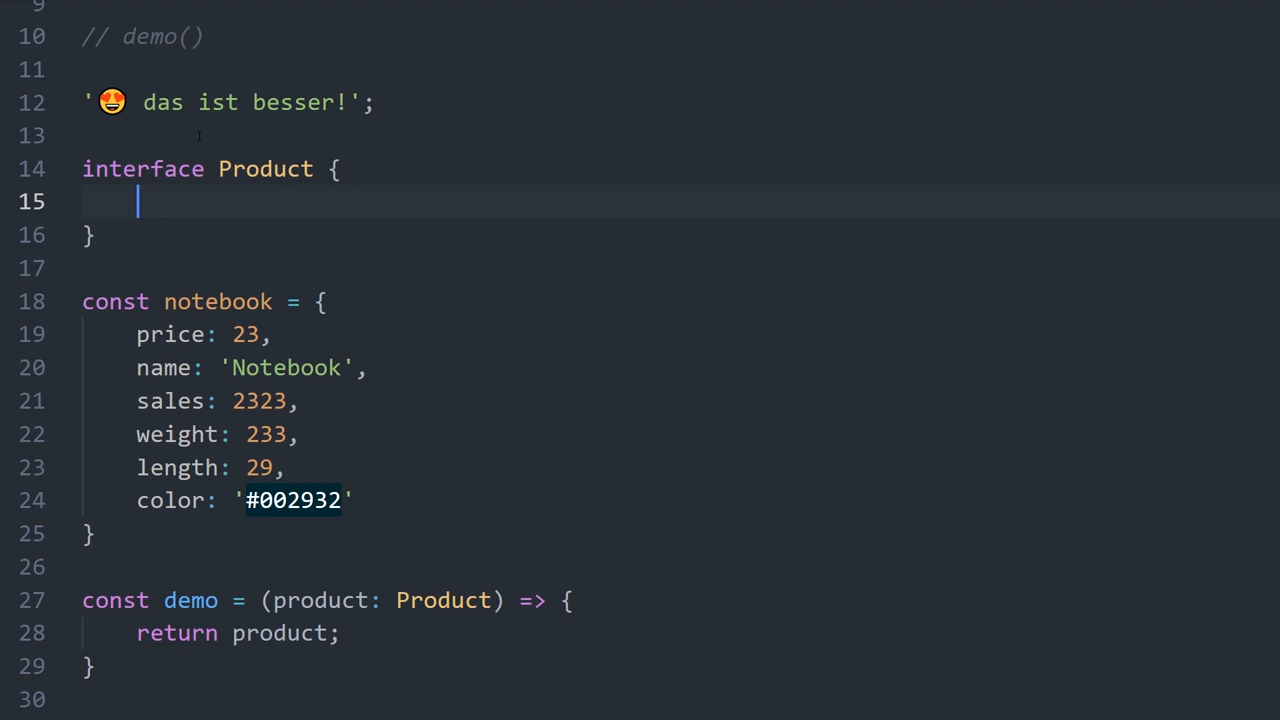 9
10 // demo()
11
12 '😍 das ist besser!';
13
14 interface Product {
15
16 }
17
18 const notebook = {
19     price: 23,
20     name: 'Notebook',
21     sales: 2323,
22     weight: 233,
23     length: 29,
24     color: '#002932'
25 }
26
27 const demo = (product: Product) => {
28     return product;
29 }
30